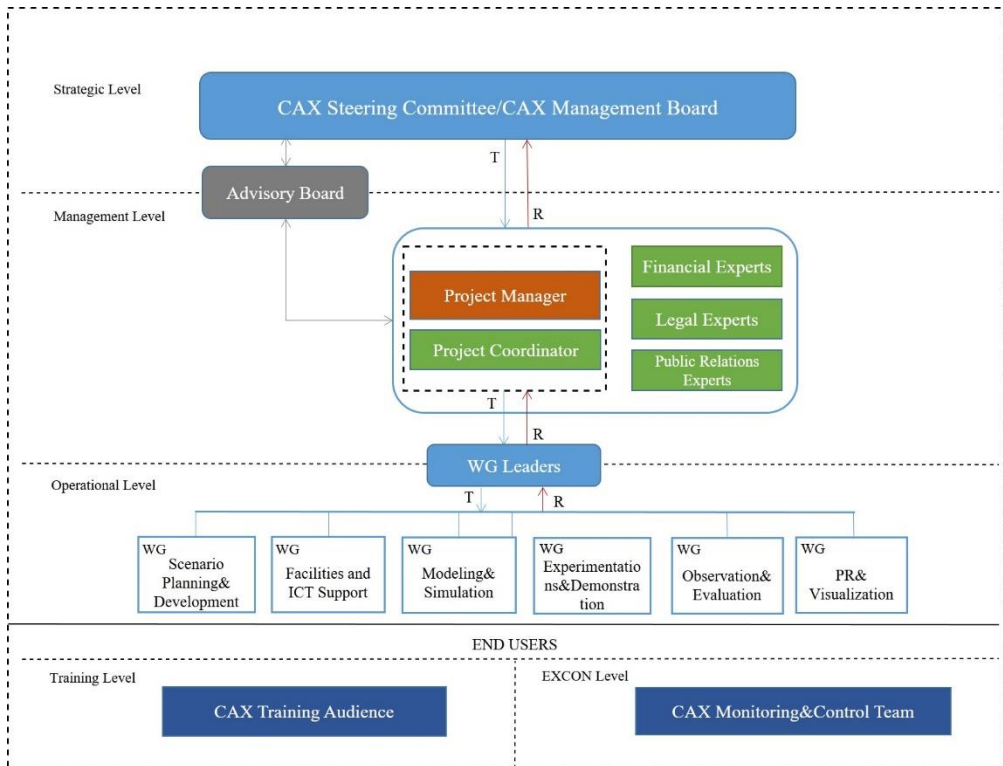 Strategic Level
CAX Steering Committee/CAX Management Board
T
Advisory Board
Management Level
R
Financial Experts
Project Manager
Legal Experts
Project Coordinator
Public Relations
Experts
T
R
WG Leaders
Operational Level
T
R
WG
Scenario
Planning&
Development
WG
Facilities and
ICT Support
WG
Modeling&
Simulation
WG
Experimentatio
ns&Demonstra
tion
WG
Observation&
Evaluation
WG
PR&
Visualization
END USERS
Training Level
EXCON Level
CAX Training Audience
CAX Monitoring&Control Team